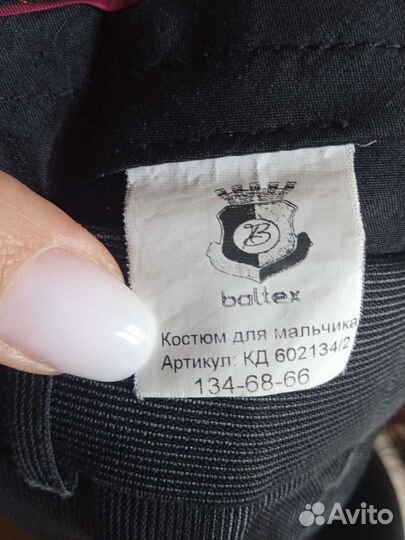 B
baltex
Костюм для мальчика
Артикул: КД 602134/2
134-68-66
Avito